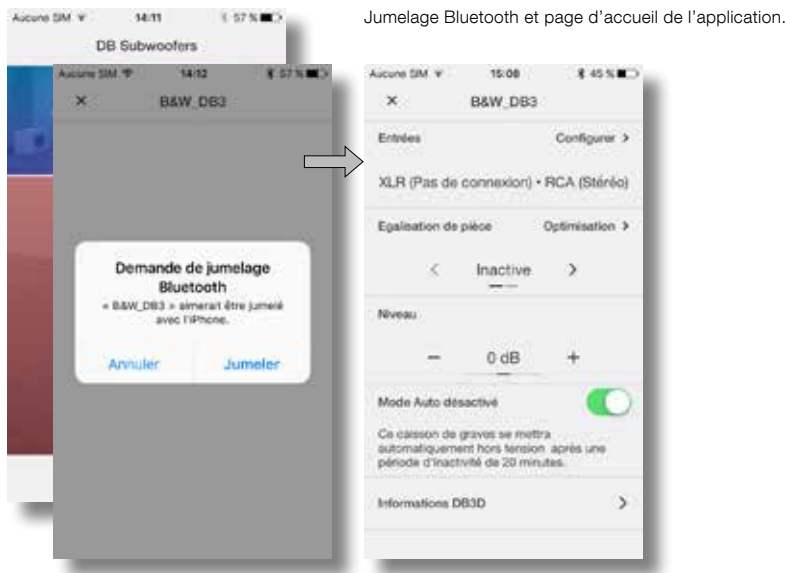 Jumelage Bluetooth et page d’accueil de l’application.
Aucune SIM 14:11 57 %
DB Subwoofers
Aucune SIM 14:12 57 %
× B&W_DB3
Demande de jumelage
Bluetooth
« B&W_DB3 » aimerait être jumelé
avec l’iPhone.
Annuler Jumeler
Aucune SIM 15:08 45 %
× B&W_DB3
Entrées Configurer >
XLR (Pas de connexion) • RCA (Stéréo)
Egalisation de pièce Optimisation >
< Inactive >
Niveau
− 0 dB +
Mode Auto désactivé
Ce caisson de graves se mettra
automatiquement hors tension après une
période d’inactivité de 20 minutes.
Informations DB3D >